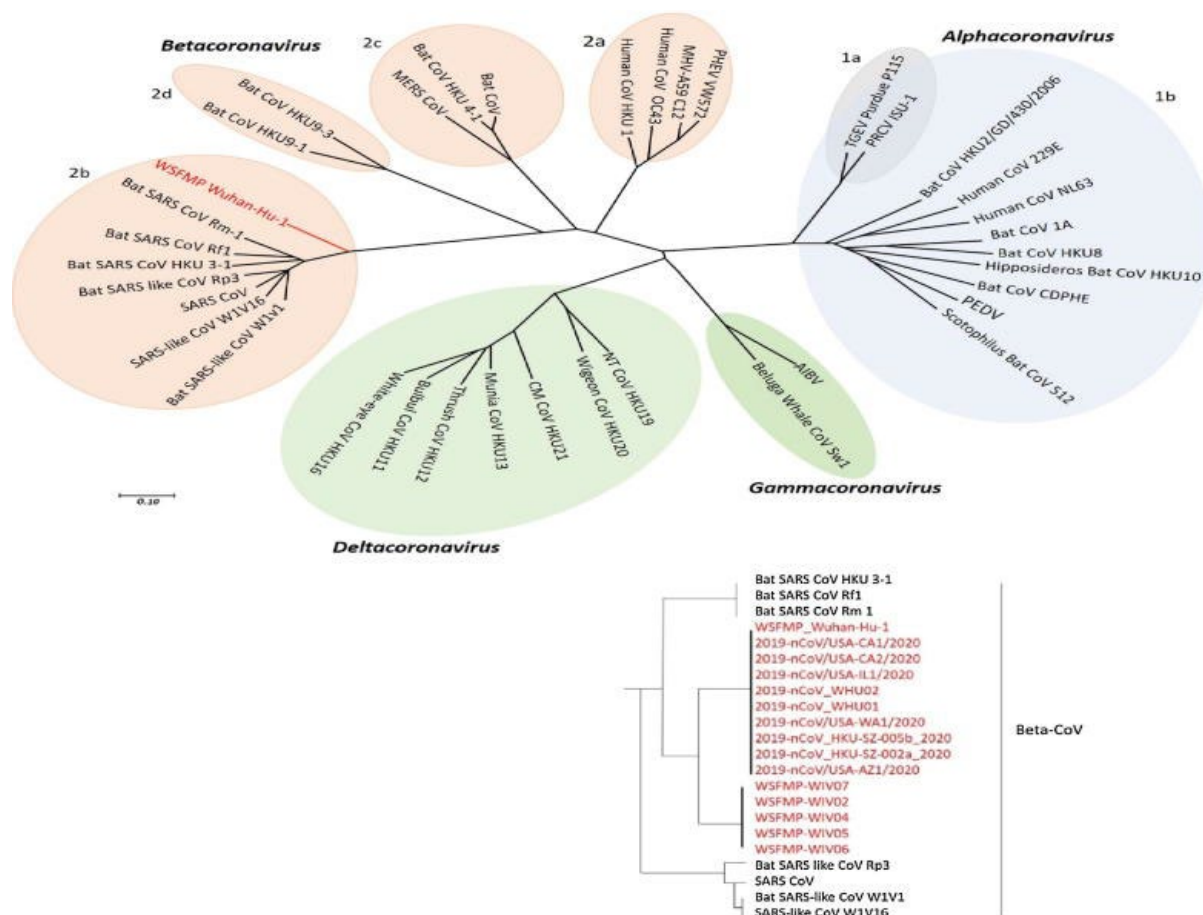 Betacoronavirus
2c
2a
Alphacoronavirus
2d
1a
1b
2b
Bat CoV HKU9-3
Bat CoV HKU9-1
MERS CoV
Bat CoV HKU 4-1
Bat CoV
Human CoV HKU 1
Human CoV OC43
MHV-A59 C12
PHEV VW572
TGEV Purdue P115
PRCV ISU-1
Bat CoV HKU2/GD/430/2006
Human CoV 229E
Human CoV NL63
Bat CoV 1A
Bat CoV HKU8
Hipposideros Bat CoV HKU10
Bat CoV CDPHE
PEDV
Scotophilus Bat CoV 512
WSFMP Wuhan-Hu-1
Bat SARS CoV Rm-1
Bat SARS CoV Rf1
Bat SARS CoV HKU 3-1
Bat SARS like CoV Rp3
SARS CoV
SARS-like CoV W1V16
Bat SARS-like CoV W1v1
White-eye CoV HKU16
Bulbul CoV HKU11
Thrush CoV HKU12
Munia CoV HKU13
CM CoV HKU21
Wigeon CoV HKU20
NT CoV HKU19
AIBV
Beluga Whale CoV Sw1
Gammacoronavirus
0.10
Deltacoronavirus
Bat SARS CoV HKU 3-1
Bat SARS CoV Rf1
Bat SARS CoV Rm 1
WSFMP_Wuhan-Hu-1
2019-nCoV/USA-CA1/2020
2019-nCoV/USA-CA2/2020
2019-nCoV/USA-IL1/2020
2019-nCoV_WHU02
2019-nCoV_WHU01
2019-nCoV/USA-WA1/2020
2019-nCoV_HKU-SZ-005b_2020
2019-nCoV_HKU-SZ-002a_2020
2019-nCoV/USA-AZ1/2020
WSFMP-WIV07
WSFMP-WIV02
WSFMP-WIV04
WSFMP-WIV05
WSFMP-WIV06
Bat SARS like CoV Rp3
SARS CoV
Bat SARS-like CoV W1V1
SARS-like CoV W1V16
Beta-CoV